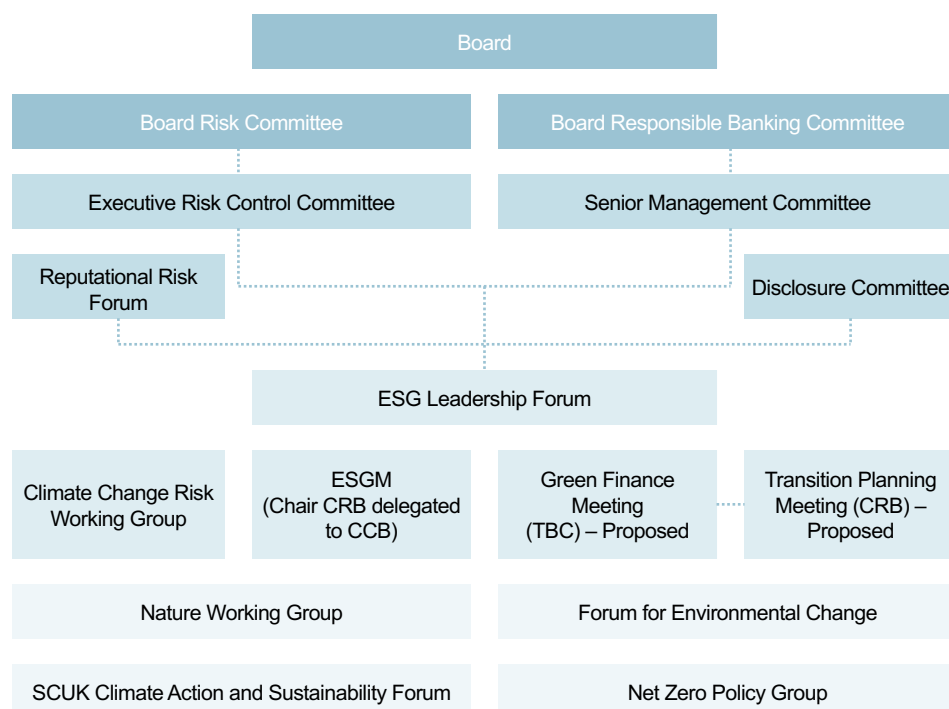 Board
Board Risk Committee
Board Responsible Banking Committee
Executive Risk Control Committee
Senior Management Committee
Reputational Risk
Forum
Disclosure Committee
ESG Leadership Forum
Climate Change Risk
Working Group
ESGM
(Chair CRB delegated
to CCB)
Green Finance
Meeting
(TBC) – Proposed
Transition Planning
Meeting (CRB) –
Proposed
Nature Working Group
Forum for Environmental Change
SCUK Climate Action and Sustainability Forum
Net Zero Policy Group